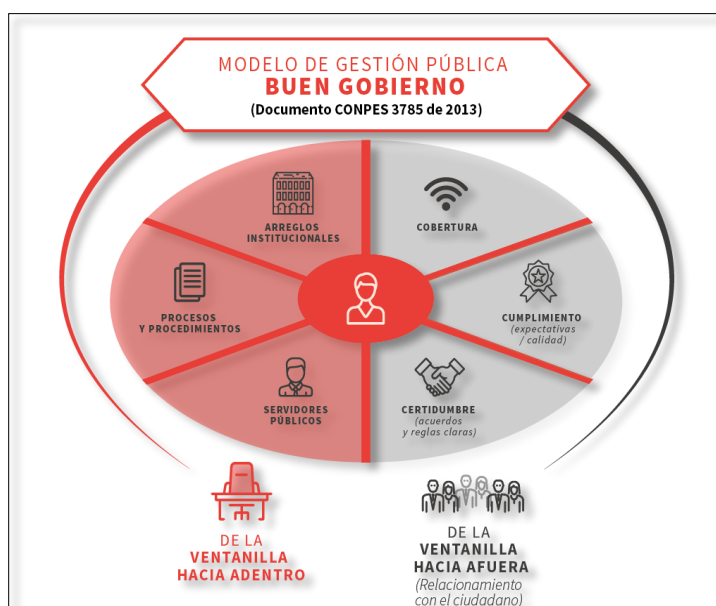 MODELO DE GESTIÓN PÚBLICA
BUEN GOBIERNO
(Documento CONPES 3785 de 2013)
ARREGLOS
INSTITUCIONALES
COBERTURA
PROCESOS
Y PROCEDIMIENTOS
CUMPLIMIENTO
(expectativas
/ calidad)
SERVIDORES
PÚBLICOS
CERTIDUMBRE
(acuerdos
y reglas claras)
DE LA
VENTANILLA
HACIA ADENTRO
DE LA
VENTANILLA
HACIA AFUERA
(Relacionamiento
con el ciudadano)